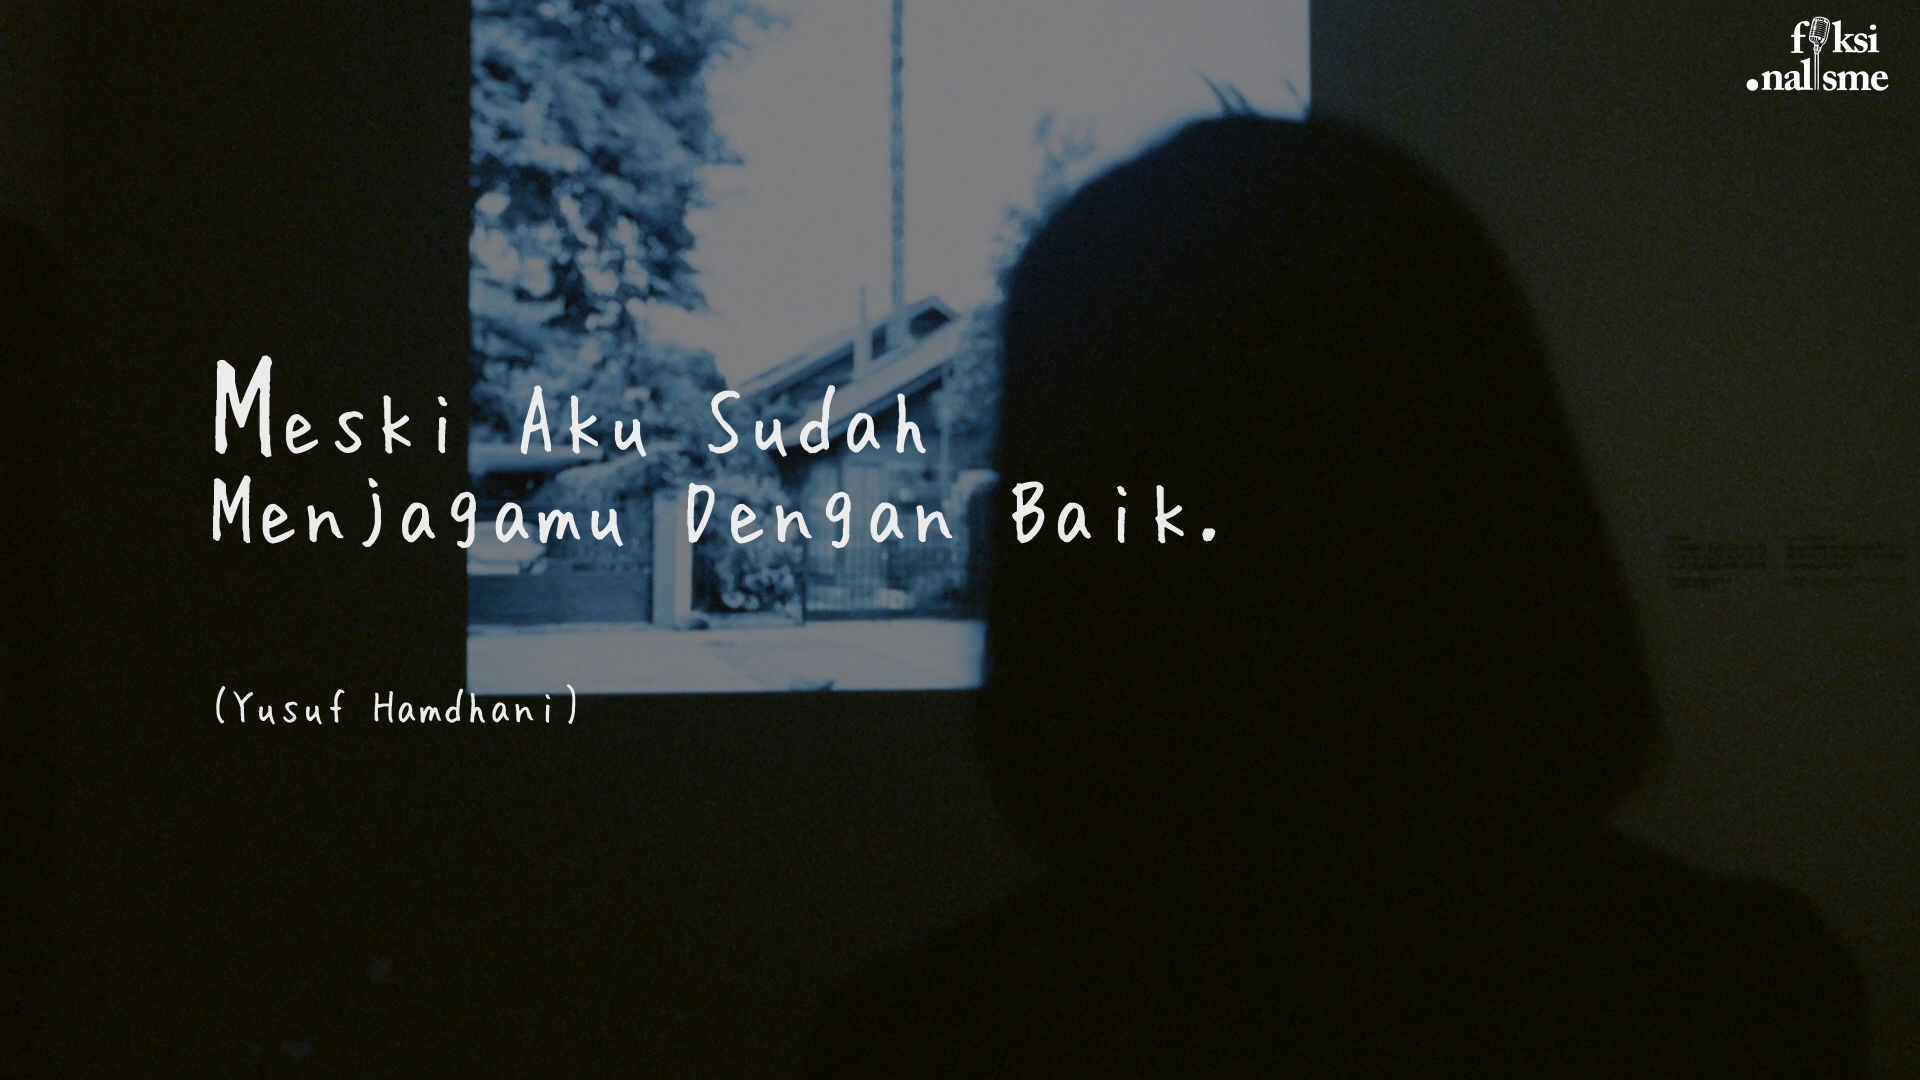 fiksi
.nalisme
Meski Aku Sudah
Menjagamu Dengan Baik.
(Yusuf Hamdhani)